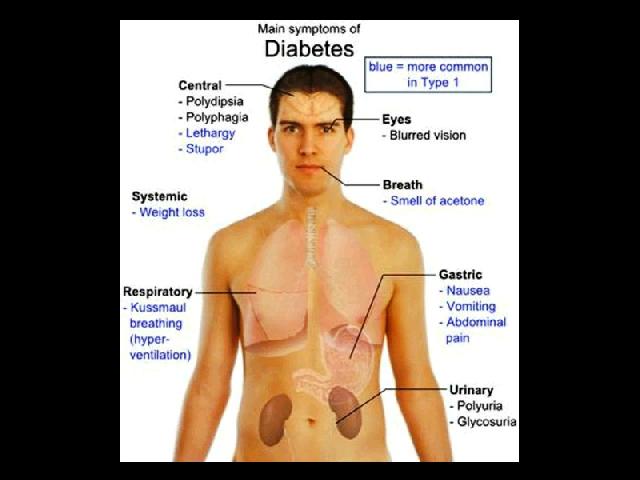 Main symptoms of
Diabetes
blue = more common
in Type 1
Central
- Polydipsia
- Polyphagia
- Lethargy
- Stupor
Eyes
- Blurred vision
Breath
- Smell of acetone
Systemic
- Weight loss
Respiratory
- Kussmaul
breathing
(hyper-
ventilation)
Gastric
- Nausea
- Vomiting
- Abdominal
pain
Urinary
- Polyuria
- Glycosuria